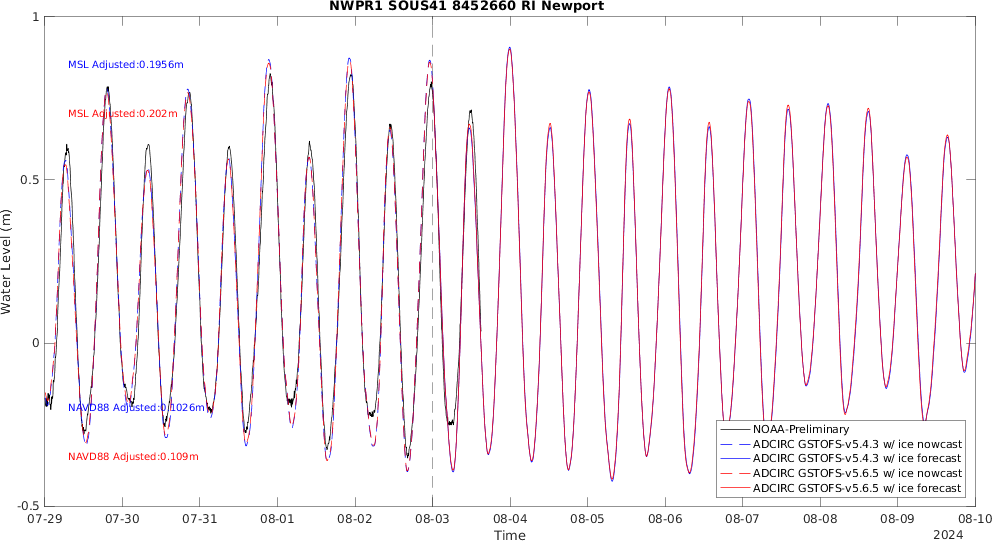 NWPR1 SOUS41 8452660 RI Newport
1
MSL Adjusted:0.1956m
MSL Adjusted:0.202m
0.5
Water Level (m)
0
NAVD88 Adjusted:0.1026m
NOAA-Preliminary
ADCIRC GSTOFS-v5.4.3 w/ ice nowcast
NAVD88 Adjusted:0.109m
ADCIRC GSTOFS-v5.4.3 w/ ice forecast
ADCIRC GSTOFS-v5.6.5 w/ ice nowcast
ADCIRC GSTOFS-v5.6.5 w/ ice forecast
-0.5
07-29 07-30 07-31 08-01 08-02 08-03 08-04 08-05 08-06 08-07 08-08 08-09 08-10
Time
2024